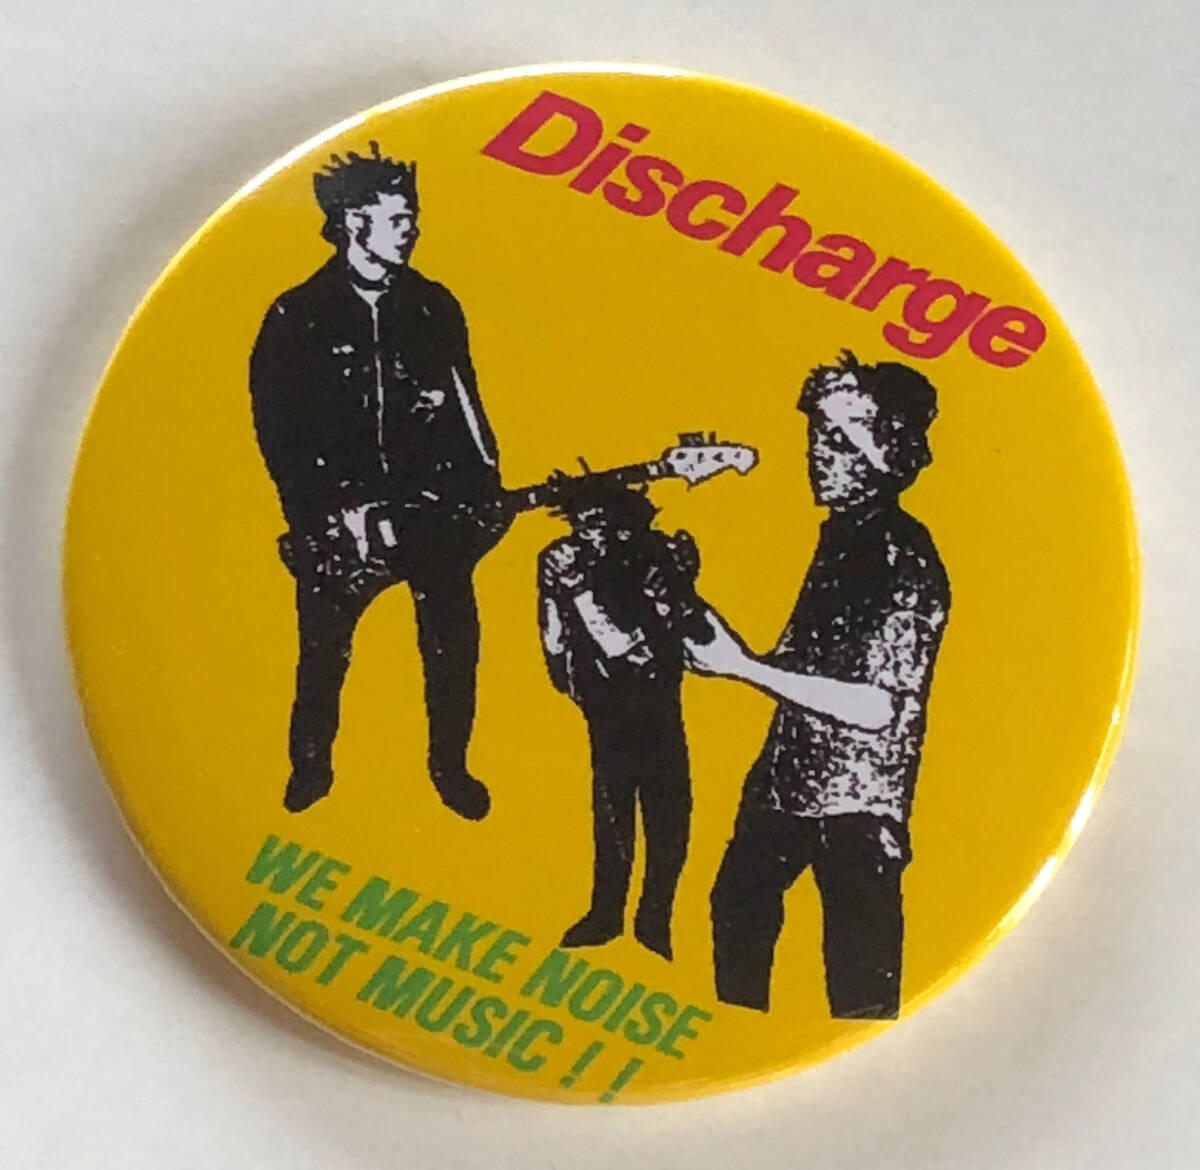 Discharge
WE MAKE NOISE
NOT MUSIC!!